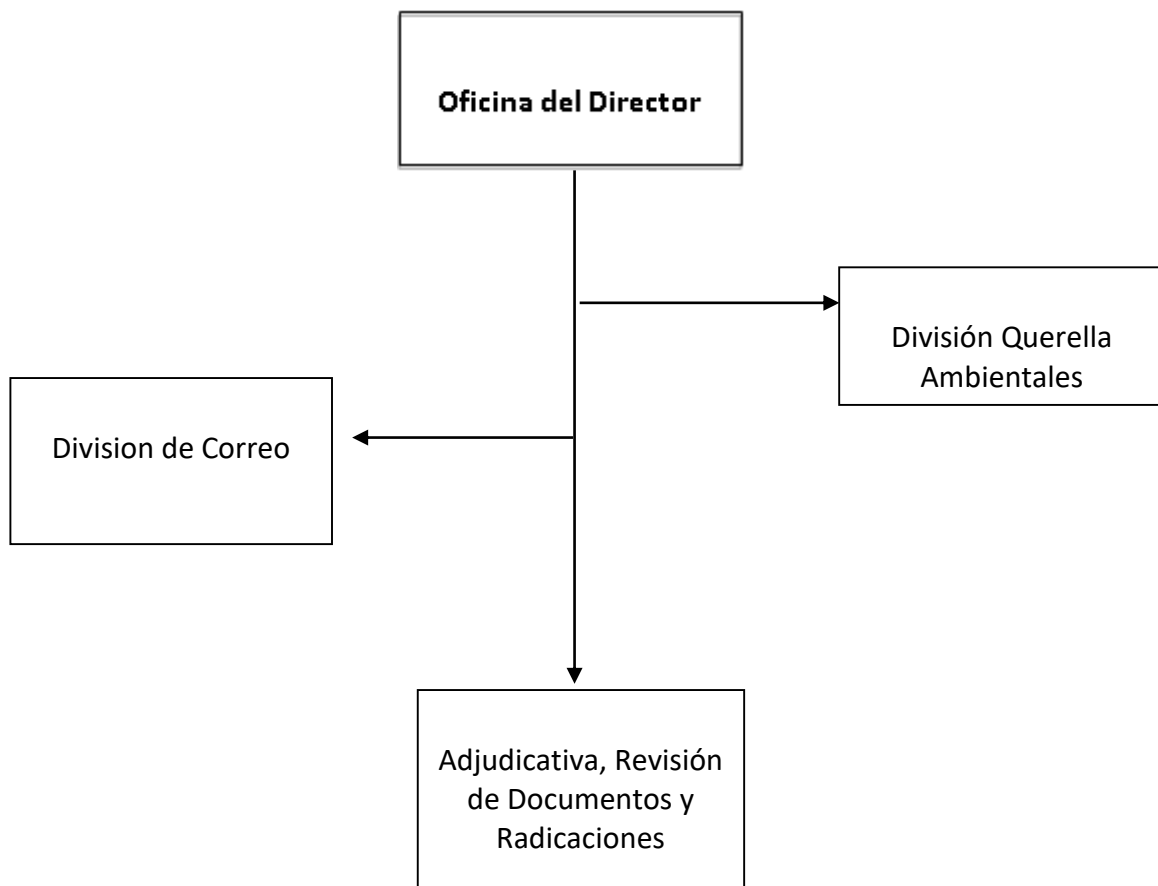 Oficina del Director
División Querella
Ambientales
Division de Correo
Adjudicativa, Revisión
de Documentos y
Radicaciones